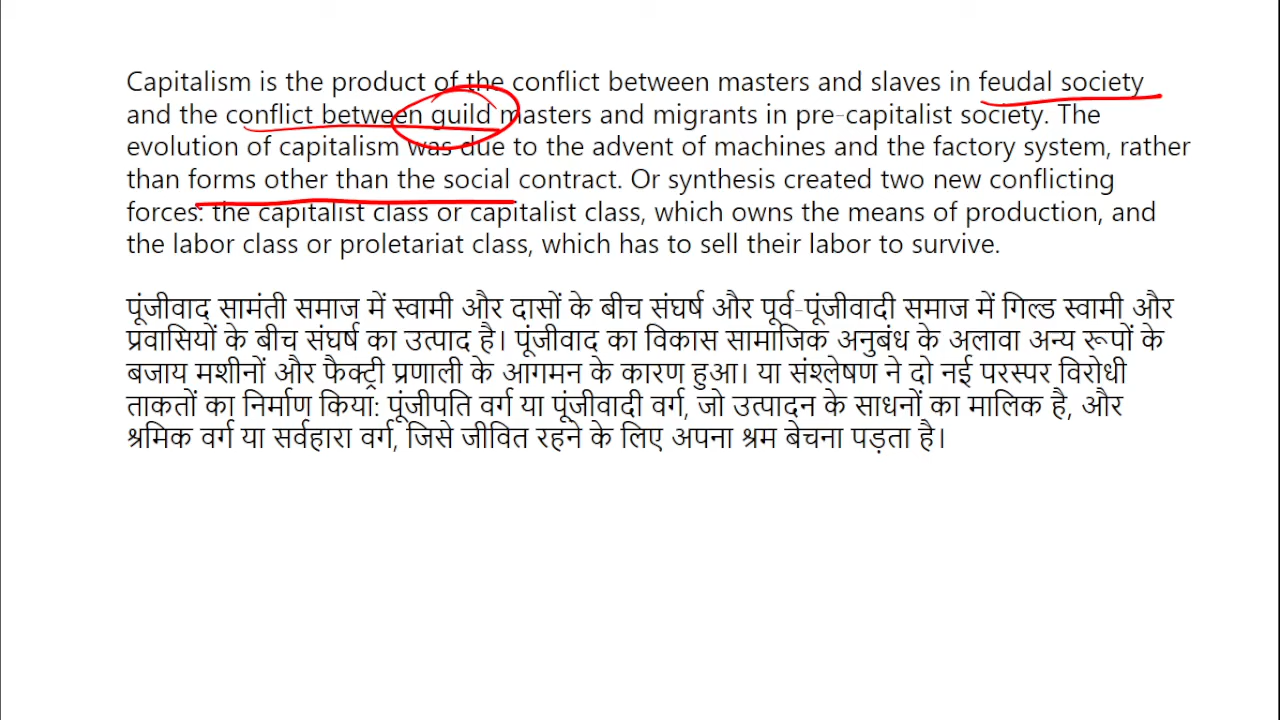 Capitalism is the product of the conflict between masters and slaves in feudal society
and the conflict between guild masters and migrants in pre-capitalist society. The
evolution of capitalism was due to the advent of machines and the factory system, rather
than forms other than the social contract. Or synthesis created two new conflicting
forces: the capitalist class or capitalist class, which owns the means of production, and
the labor class or proletariat class, which has to sell their labor to survive.
पूंजीवाद सामंती समाज में स्वामी और दासों के बीच संघर्ष और पूर्व-पूंजीवादी समाज में गिल्ड स्वामी और
प्रवासियों के बीच संघर्ष का उत्पाद है। पूंजीवाद का विकास सामाजिक अनुबंध के अलावा अन्य रूपों के
बजाय मशीनों और फैक्ट्री प्रणाली के आगमन के कारण हुआ। या संश्लेषण ने दो नई परस्पर विरोधी
ताकतों का निर्माण किया: पूंजीपति वर्ग या पूंजीवादी वर्ग, जो उत्पादन के साधनों का मालिक है, और
श्रमिक वर्ग या सर्वहारा वर्ग, जिसे जीवित रहने के लिए अपना श्रम बेचना पड़ता है।